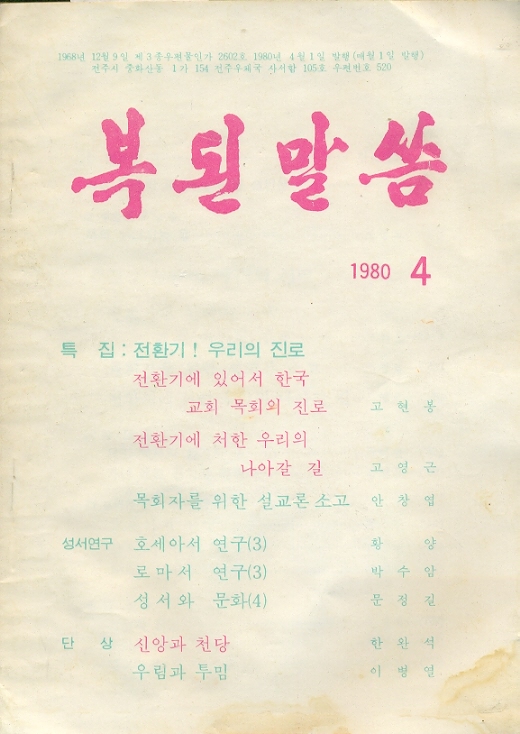 1968년 12월 9일 제3종우편물인가 2602호 1980년 4월 1일 발행(매월 1일 발행)
전주시 중화산동 1가 154 전주우체국 사서함 105호 우편번호 520
복된말씀
1980 4
특 집 : 전환기 ! 우리의 진로
전환기에 있어서 한국
교회 목회의 진로 고현봉
전환기에 처한 우리의
나아갈 길 고영근
목회자를 위한 설교론 소고 안창엽
성서연구 호세아서 연구(3) 황양
로마서 연구(3) 박수암
성서와 문화(4) 문정길
단 상 신앙과 천당 한완석
우림과 투밈 이병열